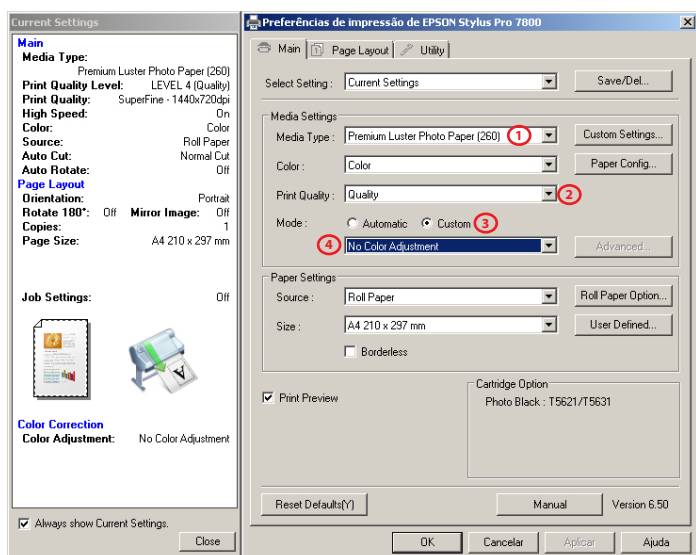 Current Settings
Main
Media Type:
Premium Luster Photo Paper (260)
Print Quality Level: LEVEL 4 (Quality)
Print Quality: SuperFine - 1440x720dpi
High Speed: On
Color: Color
Source: Roll Paper
Auto Cut: Normal Cut
Auto Rotate: Off
Page Layout
Orientation: Portrait
Rotate 180°: Off Mirror Image: Off
Copies: 1
Page Size: A4 210 x 297 mm
Job Settings: Off
A
Color Correction
Color Adjustment: No Color Adjustment
Always show Current Settings.
Close
Preferências de impressão de EPSON Stylus Pro 7800
Main Page Layout Utility
Select Setting : Current Settings Save/Del...
Media Settings
Media Type : Premium Luster Photo Paper (260) 1 Custom Settings...
Color : Color Paper Config...
Print Quality : Quality 2
Mode : Automatic Custom 3
4 No Color Adjustment Advanced...
Paper Settings
Source : Roll Paper Roll Paper Option...
Size : A4 210 x 297 mm User Defined...
Borderless
Print Preview
Cartridge Option
Photo Black : T5621/T5631
Reset Defaults(Y) Manual Version 6.50
OK Cancelar Aplicar Ajuda